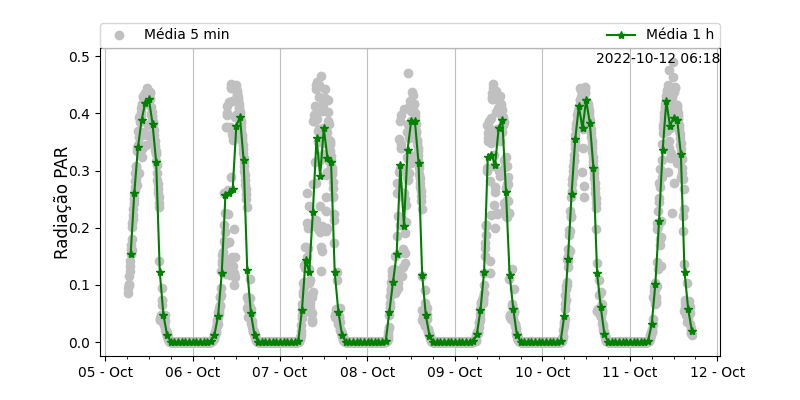 Média 5 min
Média 1 h
2022-10-12 06:18
0.5
0.4
0.3
0.2
0.1
0.0
Radiação PAR
05 - Oct
06 - Oct
07 - Oct
08 - Oct
09 - Oct
10 - Oct
11 - Oct
12 - Oct